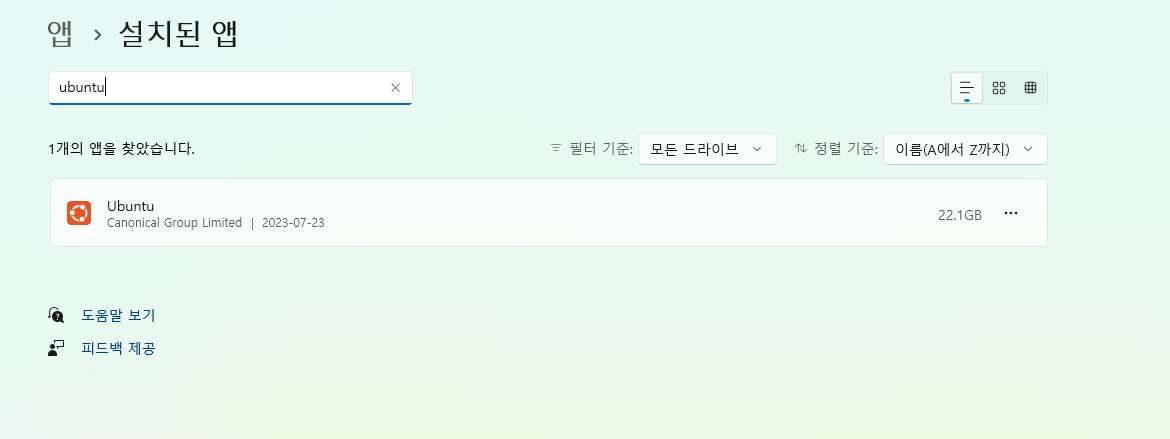 앱 > 설치된 앱
ubuntu
1개의 앱을 찾았습니다. 필터 기준: 모든 드라이브 정렬 기준: 이름(A에서 Z까지)
Ubuntu
Canonical Group Limited | 2023-07-23 22.1GB
도움말 보기
피드백 제공